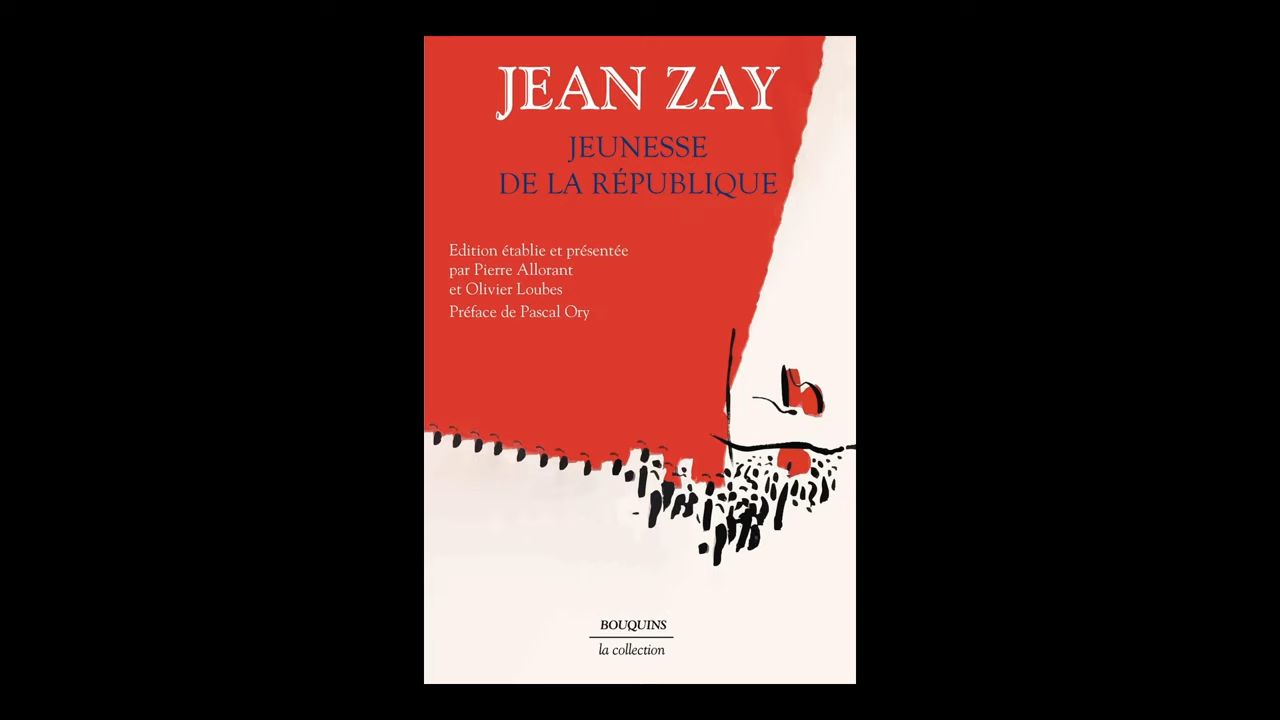 JEAN ZAY
JEUNESSE
DE LA RÉPUBLIQUE
Edition établie et présentée
par Pierre Allorant
et Olivier Loubes
Préface de Pascal Ory
BOUQUINS
la collection